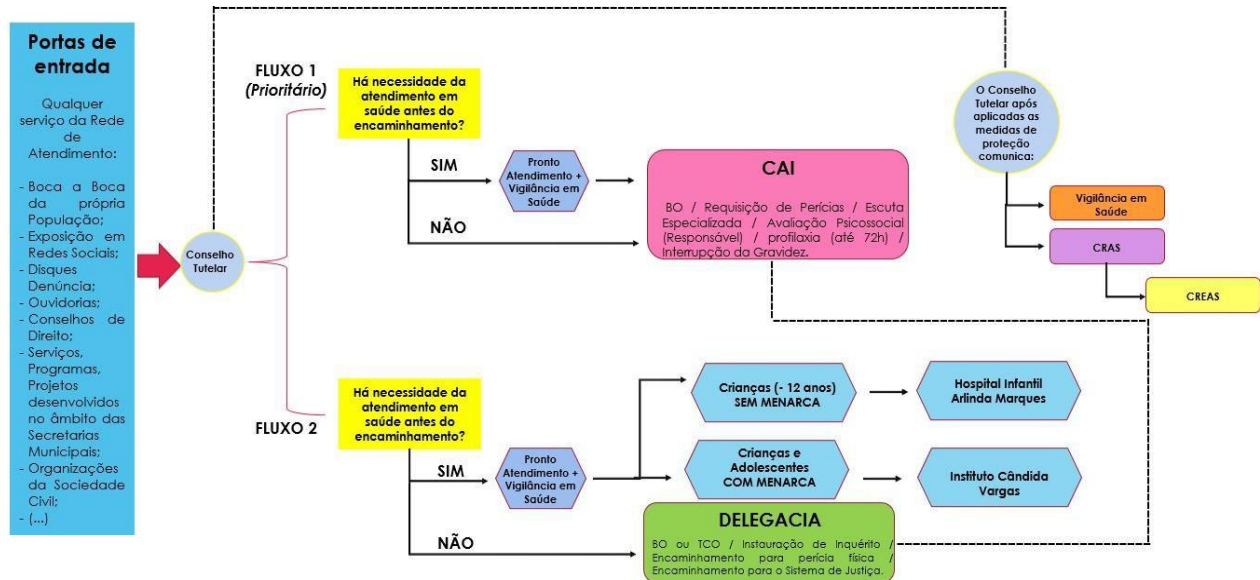 Portas de
entrada
Qualquer
serviço da Rede
de
Atendimento:
- Boca a Boca
da própria
População;
- Exposição em
Redes Sociais;
- Disques
Denúncia;
- Ouvidorias;
- Conselhos de
Direito;
- Serviços,
Programas,
Projetos
desenvolvidos
no âmbito das
Secretarias
Municipais;
- Organizações
da Sociedade
Civil;
- (...)
Conselho
Tutelar
FLUXO 1
(Prioritário)
Há necessidade da
atendimento em
saúde antes do
encaminhamento?
SIM
Pronto
Atendimento +
Vigilância em
Saúde
NÃO
CAI
BO / Requisição de Perícias / Escuta
Especializada / Avaliação Psicossocial
(Responsável) / profilaxia (até 72h) /
Interrupção da Gravidez.
O Conselho
Tutelar após
aplicadas as
medidas de
proteção
comunica:
Vigilância em
Saúde
CRAS
CREAS
FLUXO 2
Há necessidade da
atendimento em
saúde antes do
encaminhamento?
SIM
Pronto
Atendimento +
Vigilância em
Saúde
Crianças (- 12 anos)
SEM MENARCA
Hospital Infantil
Arlinda Marques
Crianças e
Adolescentes
COM MENARCA
Instituto Cândida
Vargas
NÃO
DELEGACIA
BO ou TCO / Instauração de Inquérito /
Encaminhamento para perícia física /
Encaminhamento para o Sistema de Justiça.